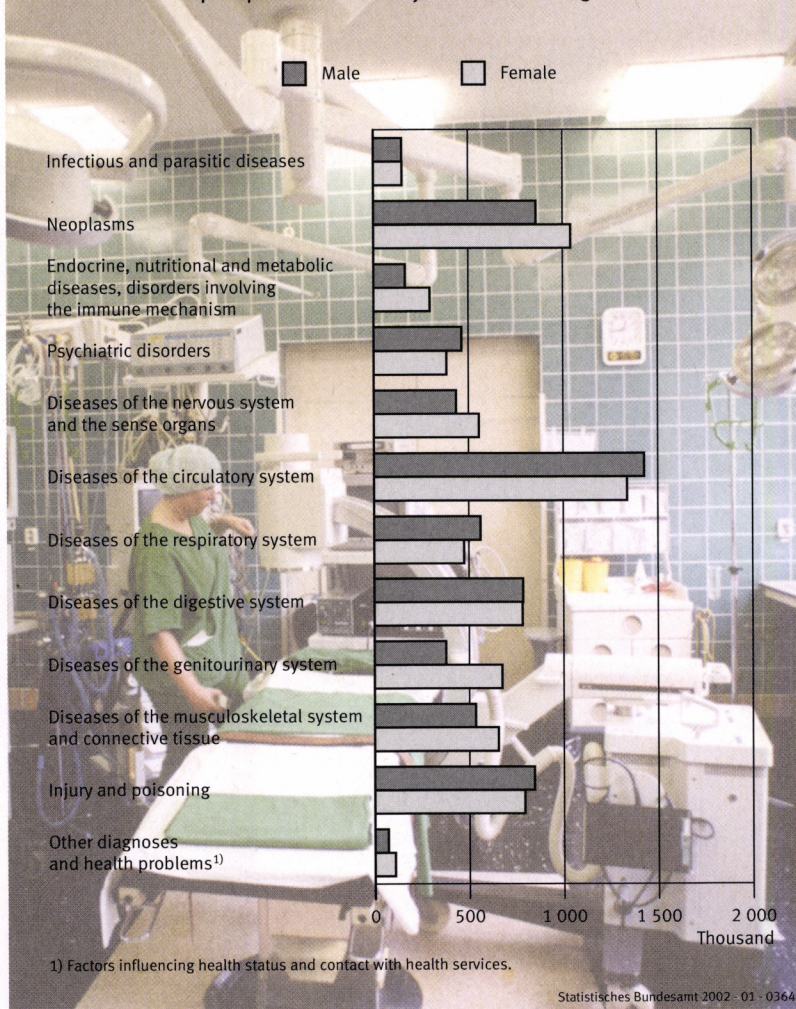 Male Female
Infectious and parasitic diseases
Neoplasms
Endocrine, nutritional and metabolic
diseases, disorders involving
the immune mechanism
Psychiatric disorders
Diseases of the nervous system
and the sense organs
Diseases of the circulatory system
Diseases of the respiratory system
Diseases of the digestive system
Diseases of the genitourinary system
Diseases of the musculoskeletal system
and connective tissue
Injury and poisoning
Other diagnoses
and health problems1)
0 500 1 000 1 500 2 000
Thousand
1) Factors influencing health status and contact with health services.
Statistisches Bundesamt 2002 - 01 - 0364